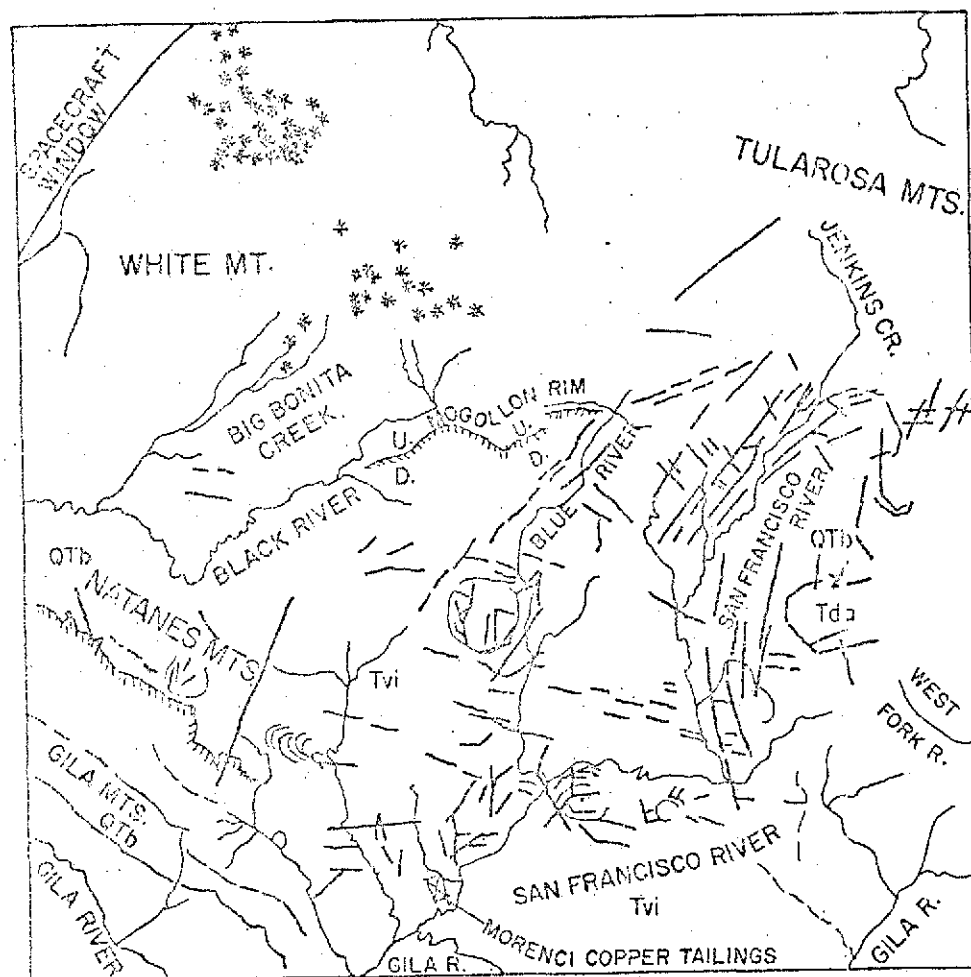 SPACECRAFT
WINDOW
TULAROSA MTS.
WHITE MT.
JENKINS CR.
BIG BONITA
CREEK.
MOGOLLON RIM
U.
D.
U.
D.
BLACK RIVER
BLUE RIVER
SAN FRANCISCO
RIVER
QTb
NATANES MTS.
QTb
Tda
Tvi
WEST
FORK R.
GILA MTS.
QTb
GILA RIVER
SAN FRANCISCO RIVER
Tvi
MORENCI COPPER TAILINGS
GILA R.
GILA R.